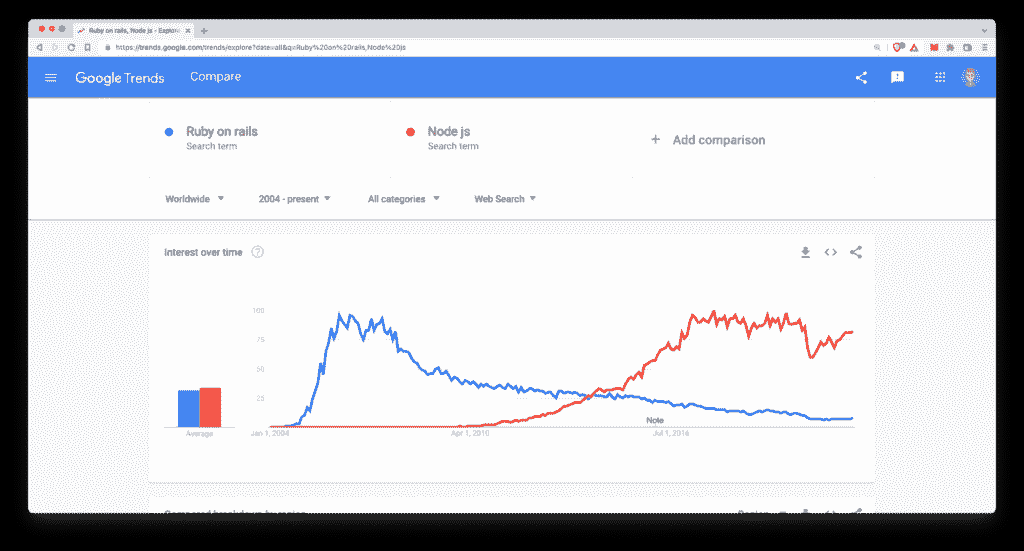 Ruby on rails, Node js - Explore
https://trends.google.com/trends/explore?date=all&q=Ruby%20on%20rails,Node%20js
Google Trends Compare
Ruby on rails
Search term
Node js
Search term
+ Add comparison
Worldwide
2004 - present
All categories
Web Search
Interest over time
100
75
50
25
Average
Note
Jan 1, 2004
Apr 1, 2010
Jul 1, 2016